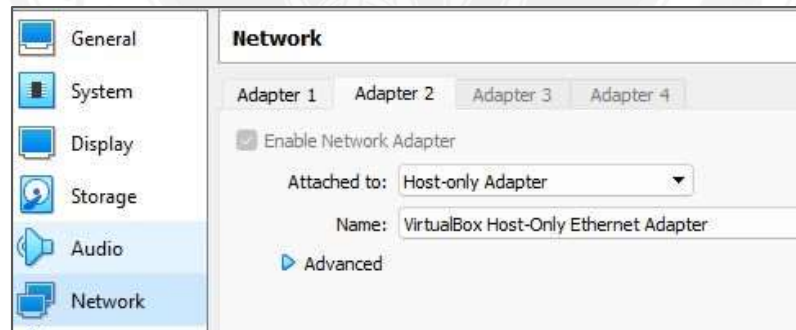 General
System
Display
Storage
Audio
Network
Network
Adapter 1 Adapter 2 Adapter 3 Adapter 4
Enable Network Adapter
Attached to: Host-only Adapter
Name: VirtualBox Host-Only Ethernet Adapter
Advanced